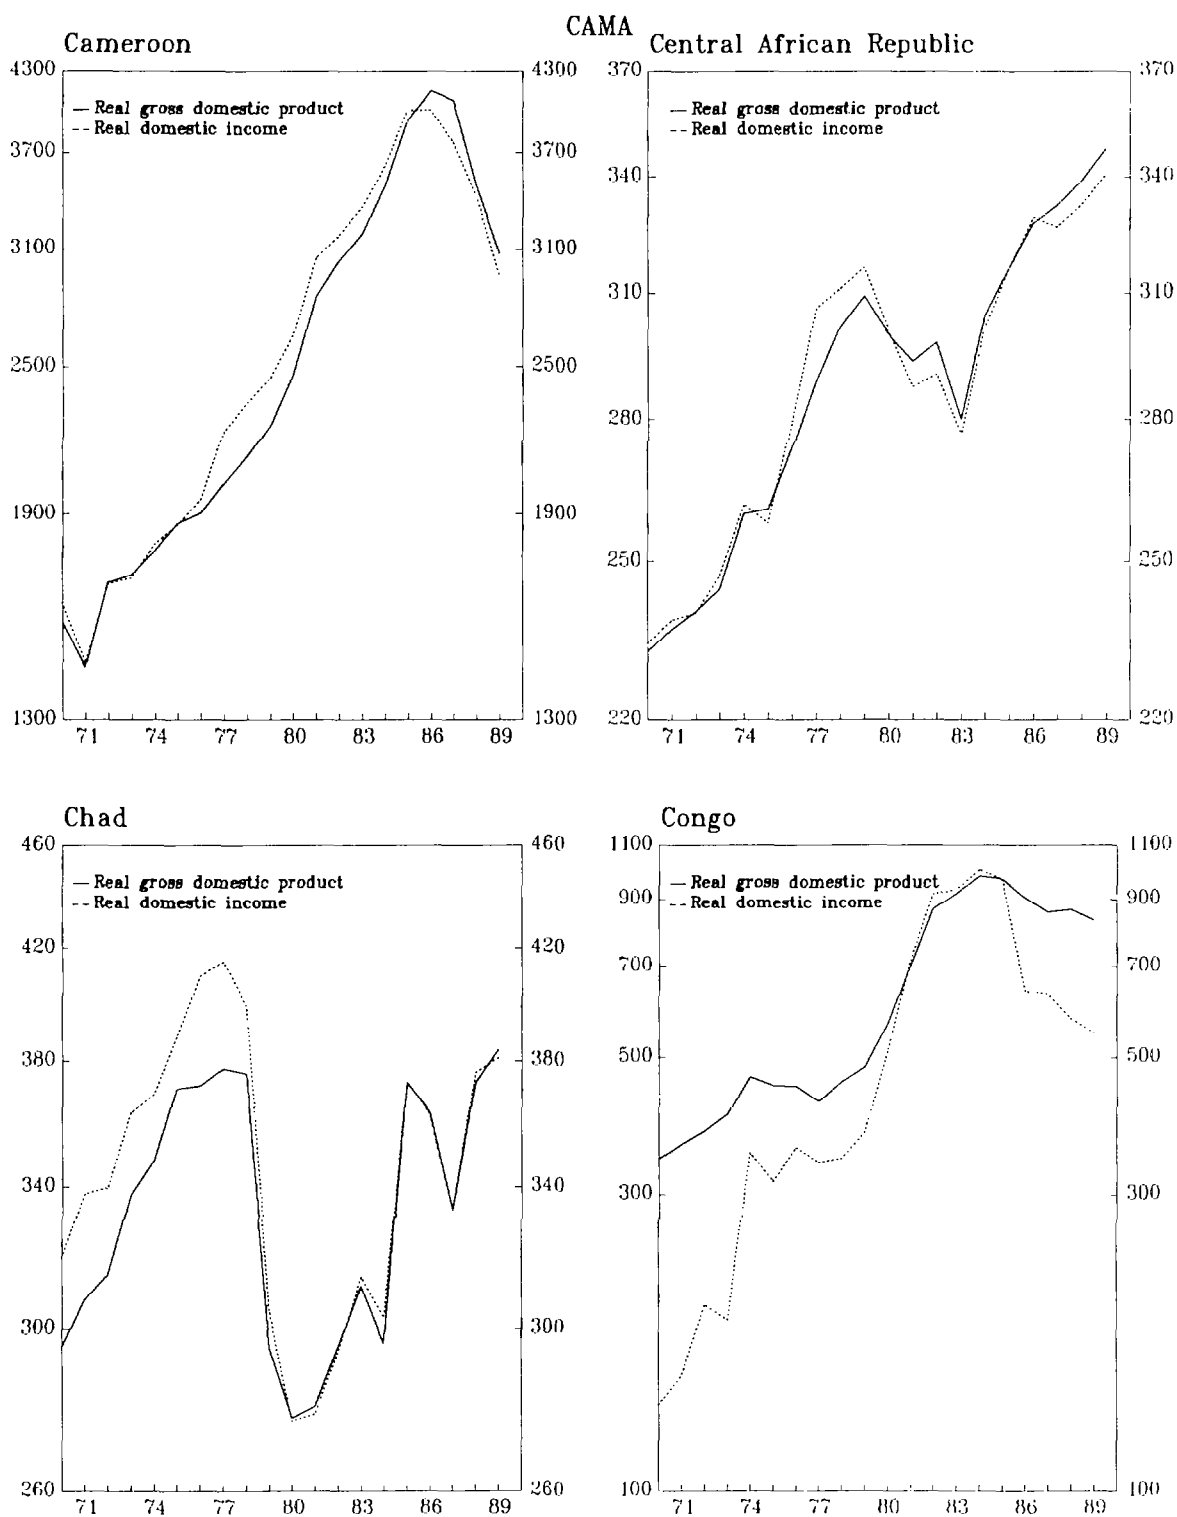 CAMA
Cameroon
4300 4300
— Real gross domestic product
--- Real domestic income
3700 3700
3100 3100
2500 2500
1900 1900
1300 1300
71 74 77 80 83 86 89
Central African Republic
370 370
— Real gross domestic product
--- Real domestic income
340 340
310 310
280 280
250 250
220 220
71 74 77 80 83 86 89
Chad
460 460
— Real gross domestic product
--- Real domestic income
420 420
380 380
340 340
300 300
260 260
71 74 77 80 83 86 89
Congo
1100 1100
— Real gross domestic product
--- Real domestic income
900 900
700 700
500 500
300 300
100 100
71 74 77 80 83 86 89